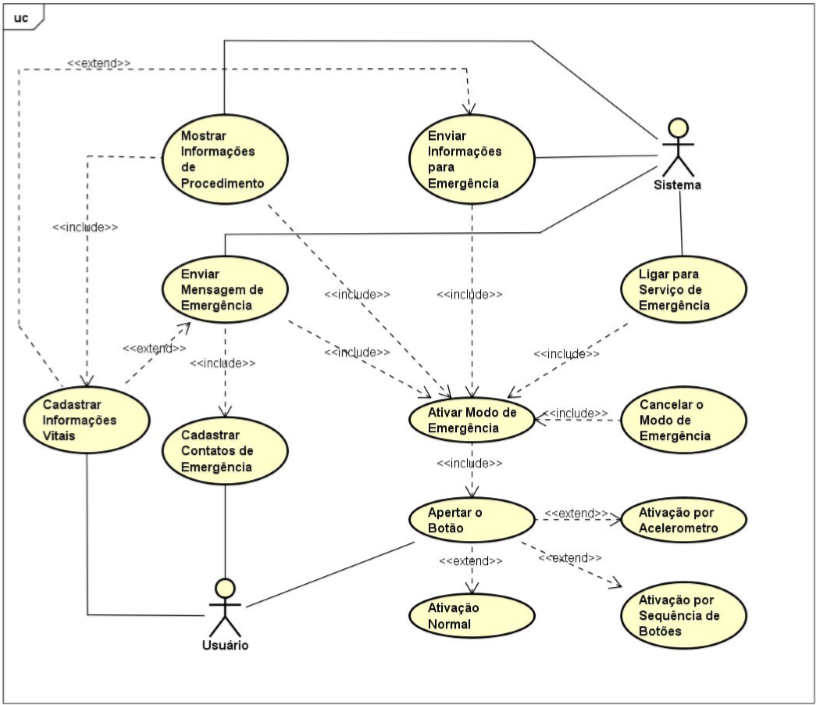 uc
<<extend>>
Mostrar
Informações
de
Procedimento
Enviar
Informações
para
Emergência
Sistema
<<include>>
Enviar
Mensagem de
Emergência
Ligar para
Serviço de
Emergência
<<include>>
<<include>>
<<extend>>
<<include>>
<<include>>
<<include>>
Cadastrar
Informações
Vitais
Cadastrar
Contatos de
Emergência
Ativar Modo de
Emergência
<<include>>
Cancelar o
Modo de
Emergência
<<include>>
Apertar o
Botão
<<extend>>
Ativação por
Acelerometro
<<extend>>
<<extend>>
Ativação
Normal
Ativação por
Sequência de
Botões
Usuário